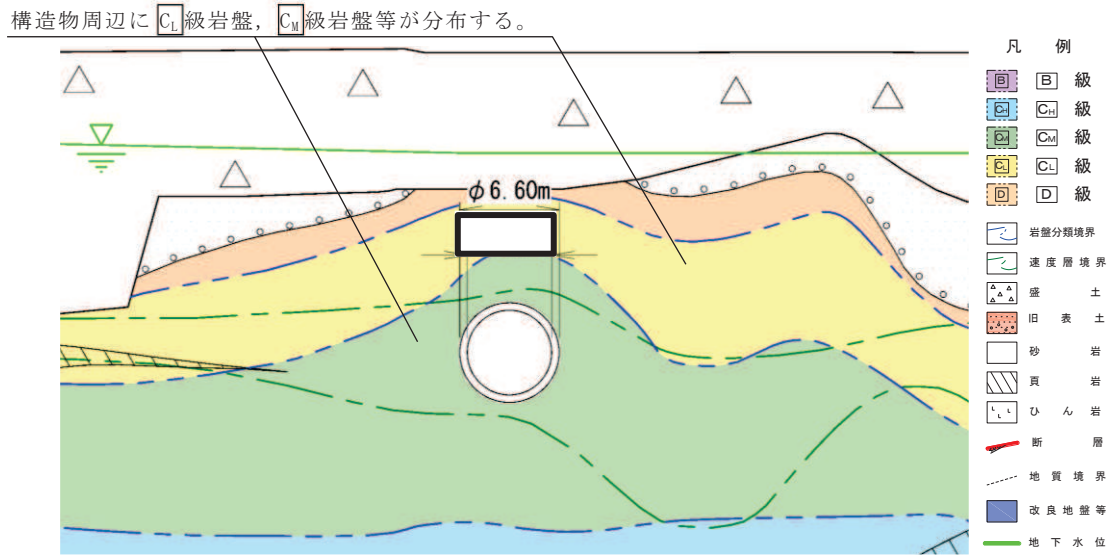 構造物周辺にCL級岩盤，CM級岩盤等が分布する。
φ6.60m
凡 例
B B 級
CH CH 級
CM CM 級
CL CL 級
D D 級
岩盤分類境界
速度層境界
盛 土
旧表土
砂 岩
頁 岩
ひん岩
断 層
地質境界
改良地盤等
地下水位